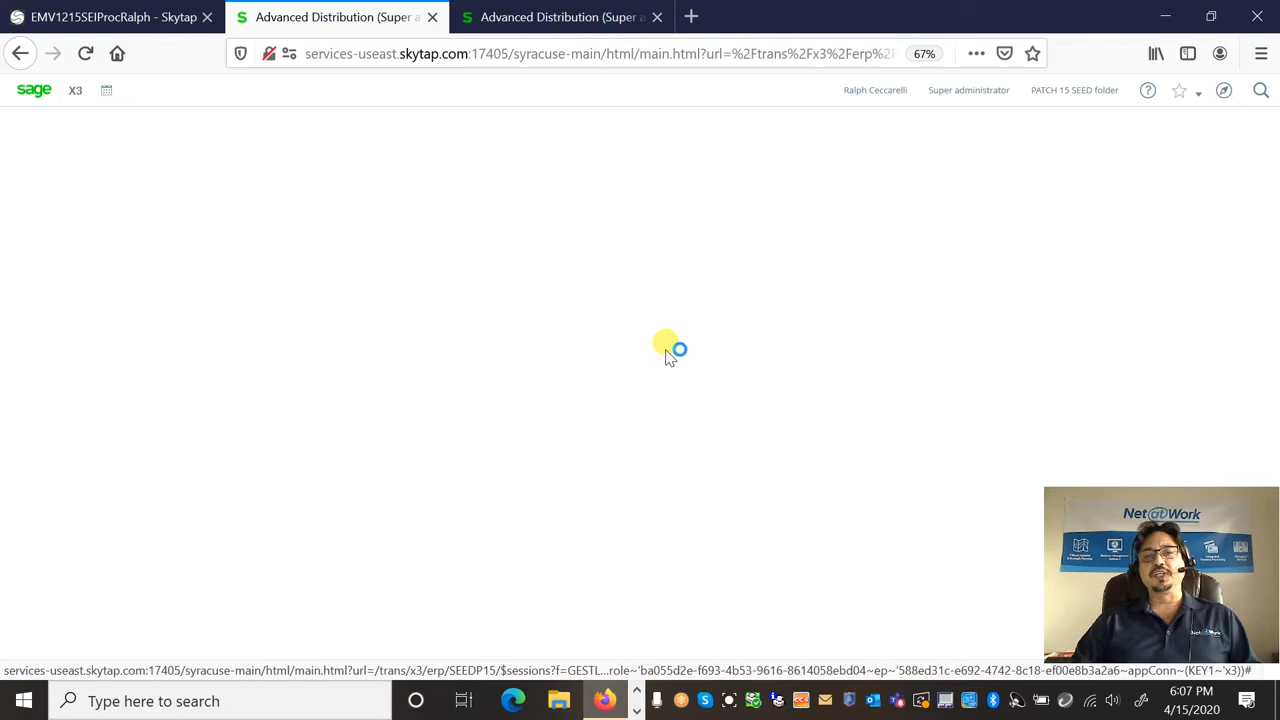 EMV1215SEIProcRalph - Skytap
Advanced Distribution (Super a
Advanced Distribution (Super a
services-useast.skytap.com:17405/syracuse-main/html/main.html?url=%2Ftrans%2Fx3%2Ferp%2F
67%
sage X3
Ralph Ceccarelli Super administrator PATCH 15 SEED folder
Net@Work
Net@Work
services-useast.skytap.com:17405/syracuse-main/html/main.html?url=/trans/x3/erp/SEEDP15/$sessions?f=GESTL...role~'ba055d2e-f693-4b53-9616-8614058ebd04~ep~'588ed31c-e692-4742-8c18-ef00e8b3a2a6~appConn~(KEY1~'x3))#
Type here to search
6:07 PM
4/15/2020